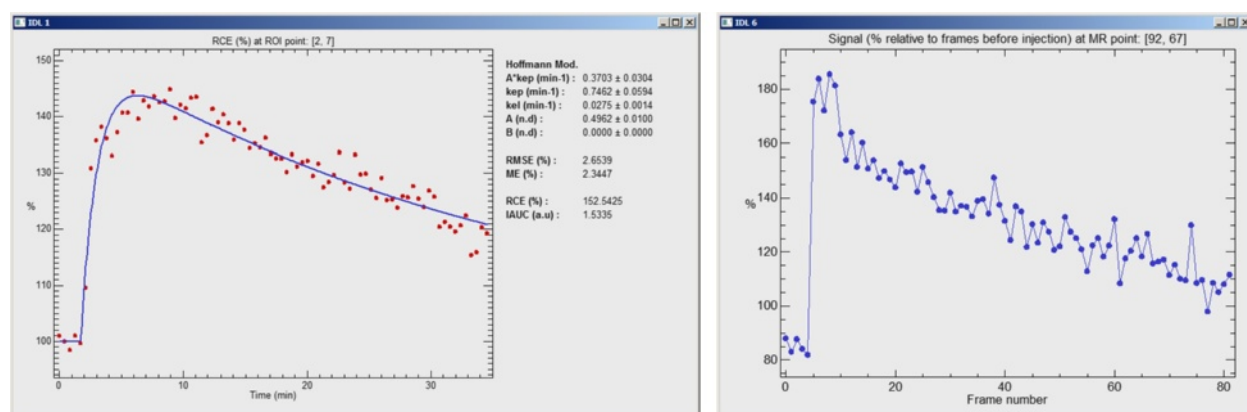 IDL 1
RCE (%) at ROI point: [2, 7]
150
140
130
%
120
110
100
0
10
20
30
Time (min)
Hoffmann Mod.
A*kep (min-1) : 0.3703 ± 0.0304
kep (min-1) : 0.7462 ± 0.0594
kel (min-1) : 0.0275 ± 0.0014
A (n.d) : 0.4962 ± 0.0100
B (n.d) : 0.0000 ± 0.0000
RMSE (%) : 2.6539
ME (%) : 2.3447
RCE (%) : 152.5425
IAUC (a.u) : 1.5335
IDL 6
Signal (% relative to frames before injection) at MR point: [92, 67]
180
160
140
%
120
100
80
0
20
40
60
80
Frame number